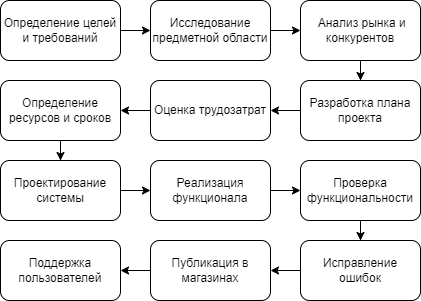 Определение целей
и требований
Исследование
предметной области
Анализ рынка и
конкурентов
Разработка плана
проекта
Оценка трудозатрат
Определение
ресурсов и сроков
Проектирование
системы
Реализация
функционала
Проверка
функциональности
Исправление
ошибок
Публикация в
магазинах
Поддержка
пользователей